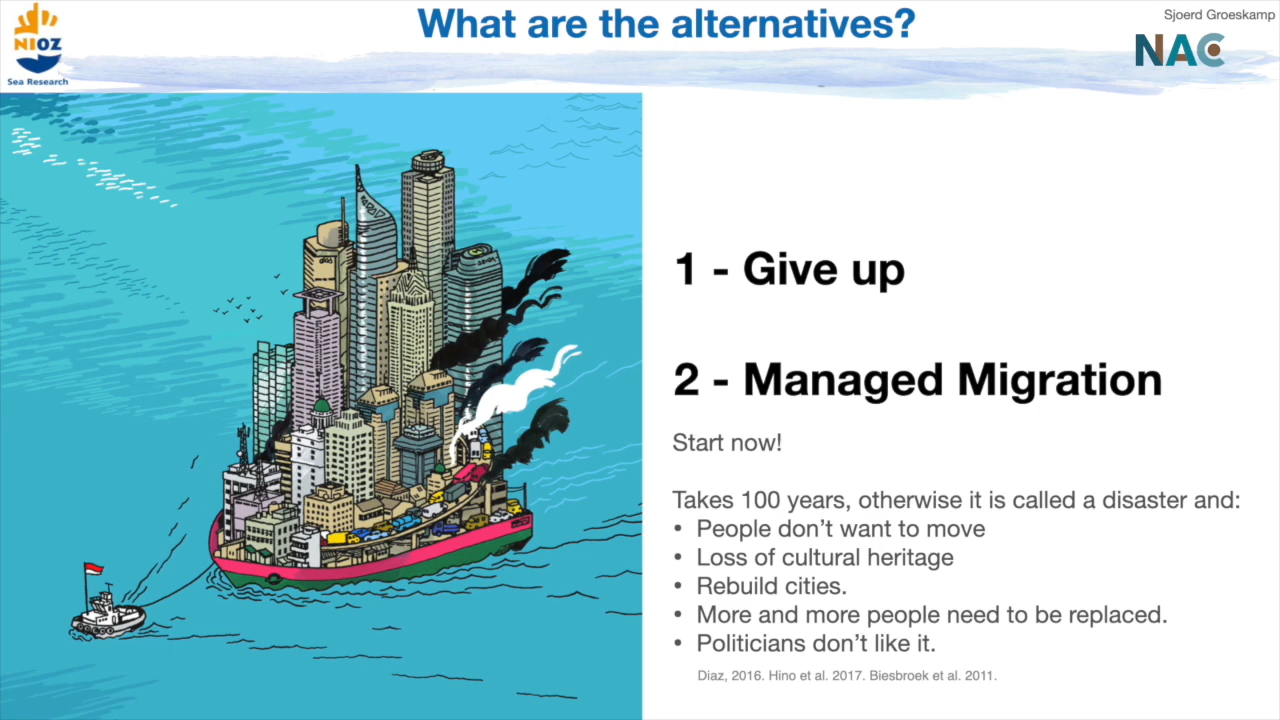 What are the alternatives?
Sjoerd Groeskamp
NIOZ
Sea Research
NAC
1 - Give up
2 - Managed Migration
Start now!
Takes 100 years, otherwise it is called a disaster and:
• People don’t want to move
• Loss of cultural heritage
• Rebuild cities.
• More and more people need to be replaced.
• Politicians don’t like it.
Diaz, 2016. Hino et al. 2017. Biesbroek et al. 2011.